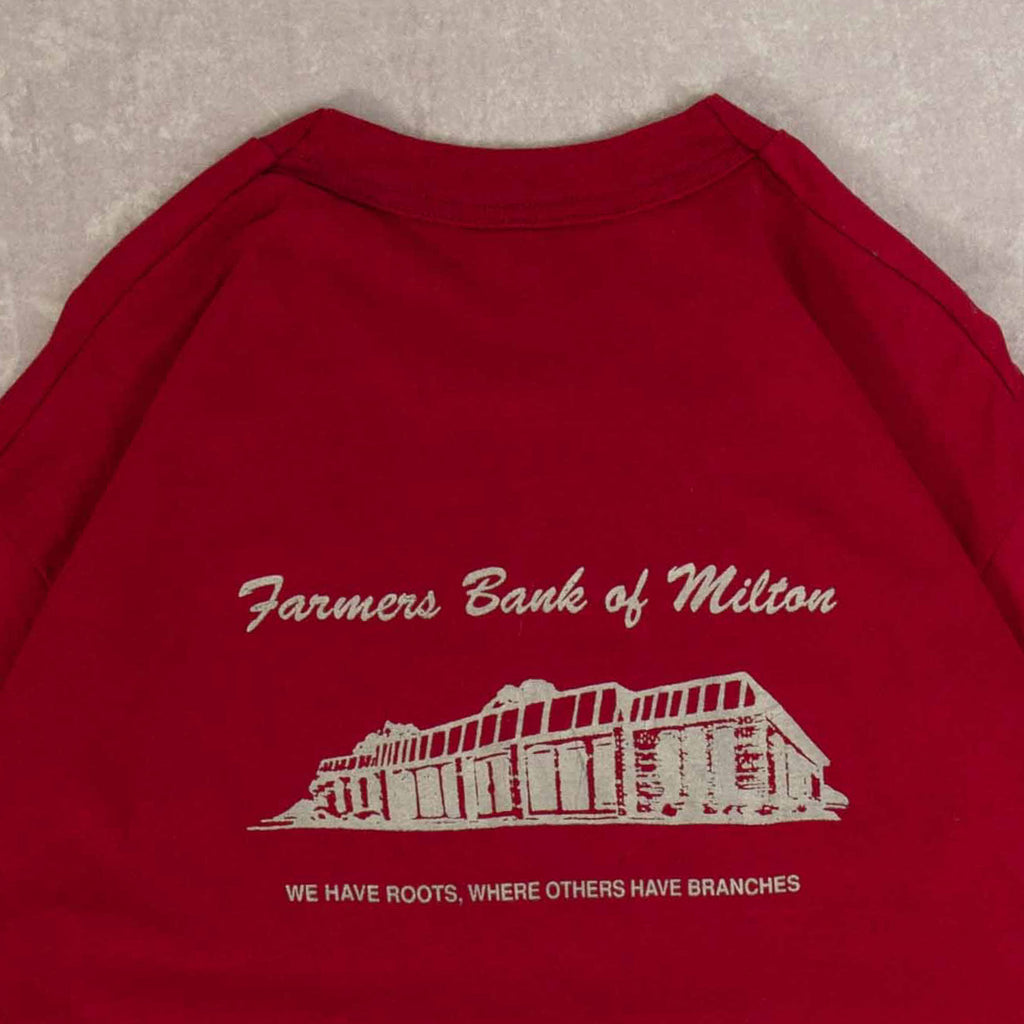 Farmers Bank of Milton
WE HAVE ROOTS, WHERE OTHERS HAVE BRANCHES